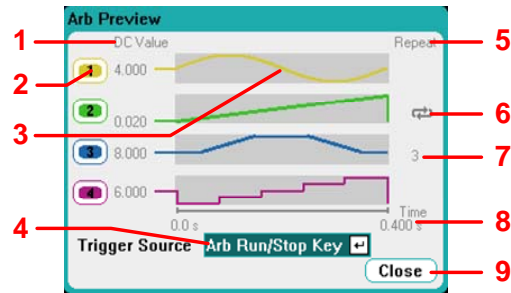 Arb Preview
1 DC Value Repeat 5
2 1 4.000
3
2 0.020 6
3 8.000 3 7
4 6.000
Time 8
0.0 s 0.400 s
4 Trigger Source Arb Run/Stop Key
Close 9